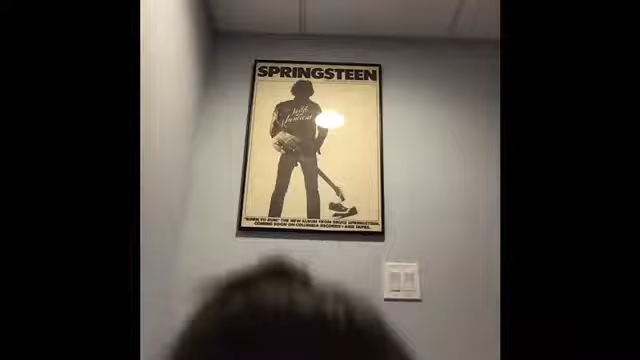 SPRINGSTEEN
"BORN TO RUN" THE NEW ALBUM FROM BRUCE SPRINGSTEEN.
COMING SOON ON COLUMBIA RECORDS AND TAPES.